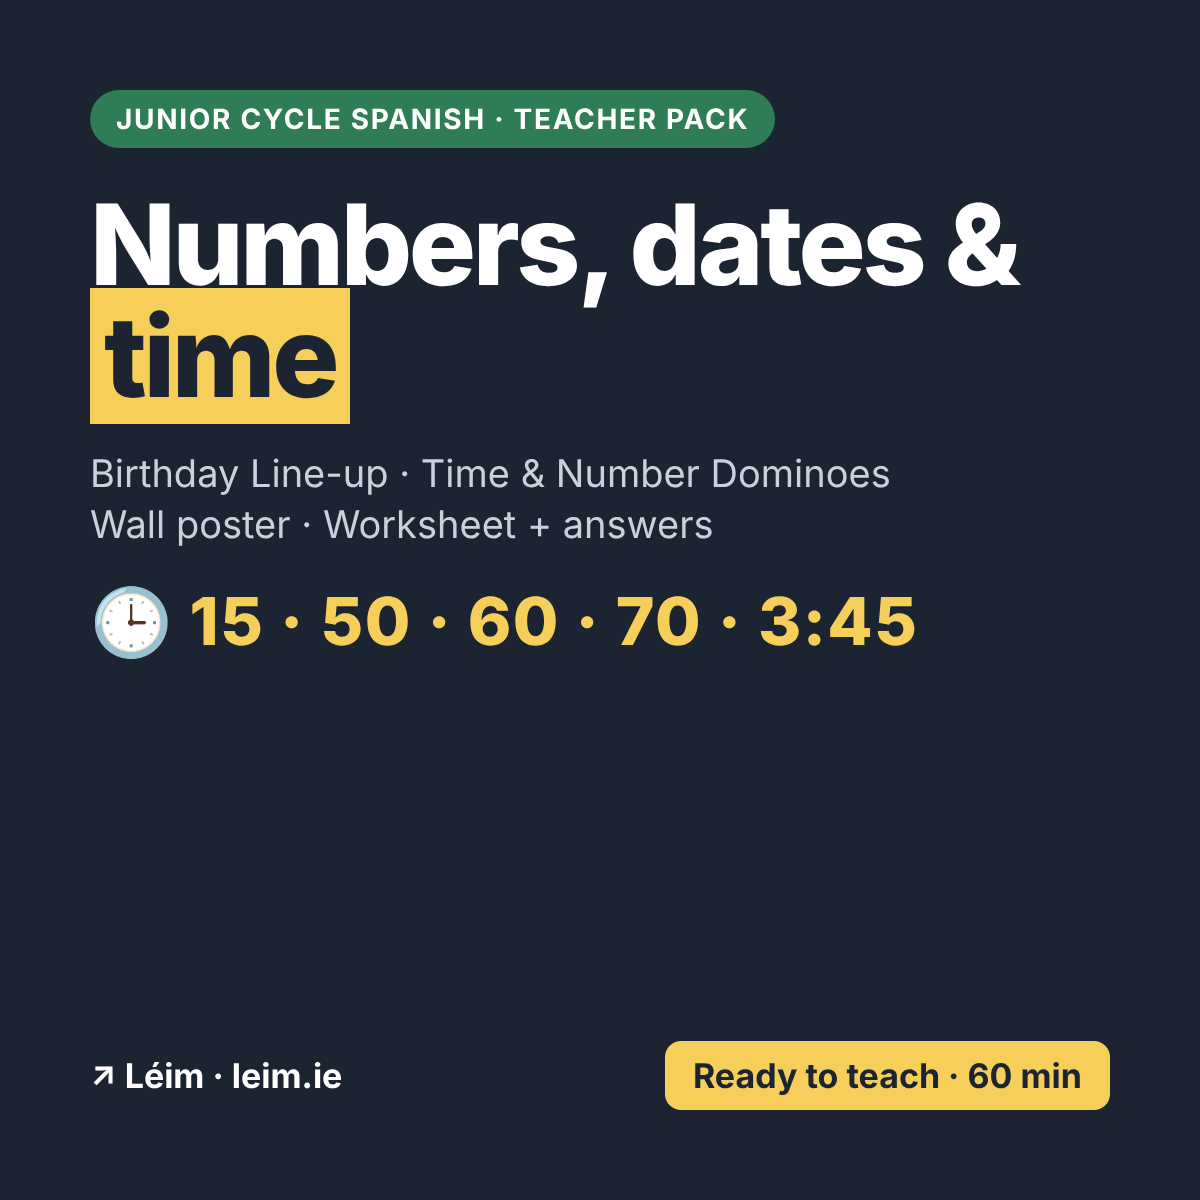 JUNIOR CYCLE SPANISH · TEACHER PACK
Numbers, dates &
time
Birthday Line-up · Time & Number Dominoes
Wall poster · Worksheet + answers
🕒 15 · 50 · 60 · 70 · 3:45
↗ Léim · leim.ie
Ready to teach · 60 min